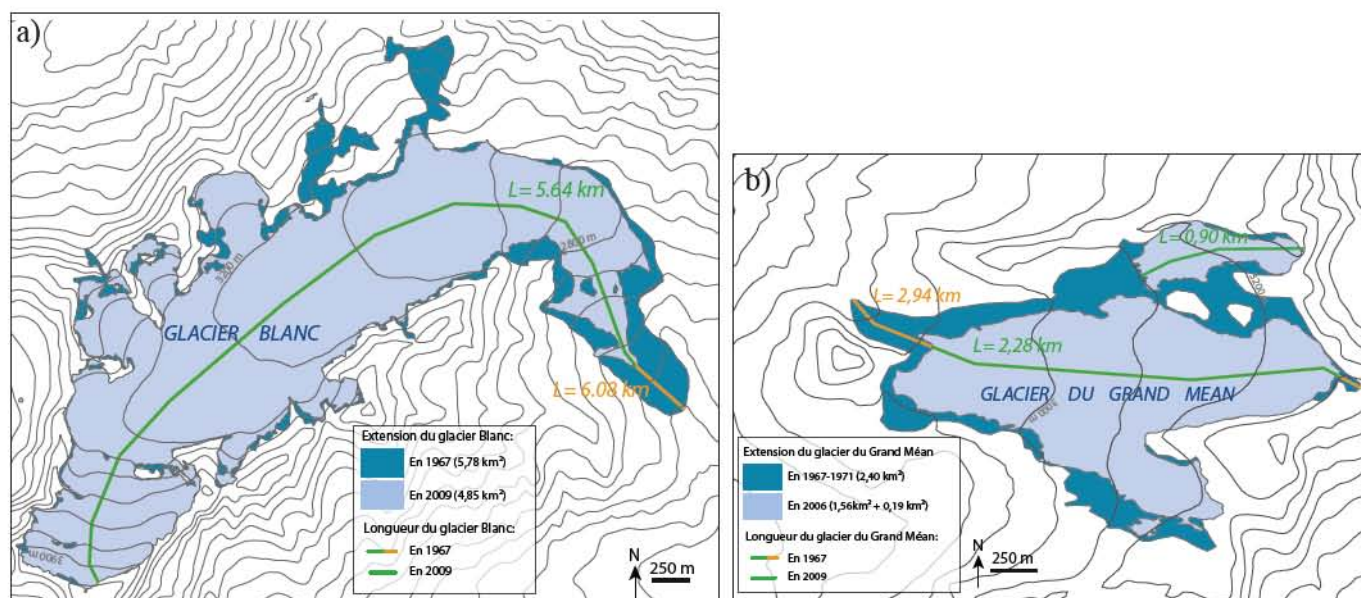 a)
L= 5.64 km
2800 m
GLACIER BLANC
L= 6.08 km
Extension du glacier Blanc:
En 1967 (5,78 km²)
En 2009 (4,85 km²)
Longueur du glacier Blanc:
En 1967
En 2009
3900 m
N
250 m
b)
L= 0,90 km
L= 2,94 km
L= 2,28 km
GLACIER DU GRAND MEAN
3000 m
Extension du glacier du Grand Méan
En 1967-1971 (2,40 km²)
En 2006 (1,56km² + 0,19 km²)
Longueur du glacier du Grand Méan:
En 1967
En 2009
N
250 m